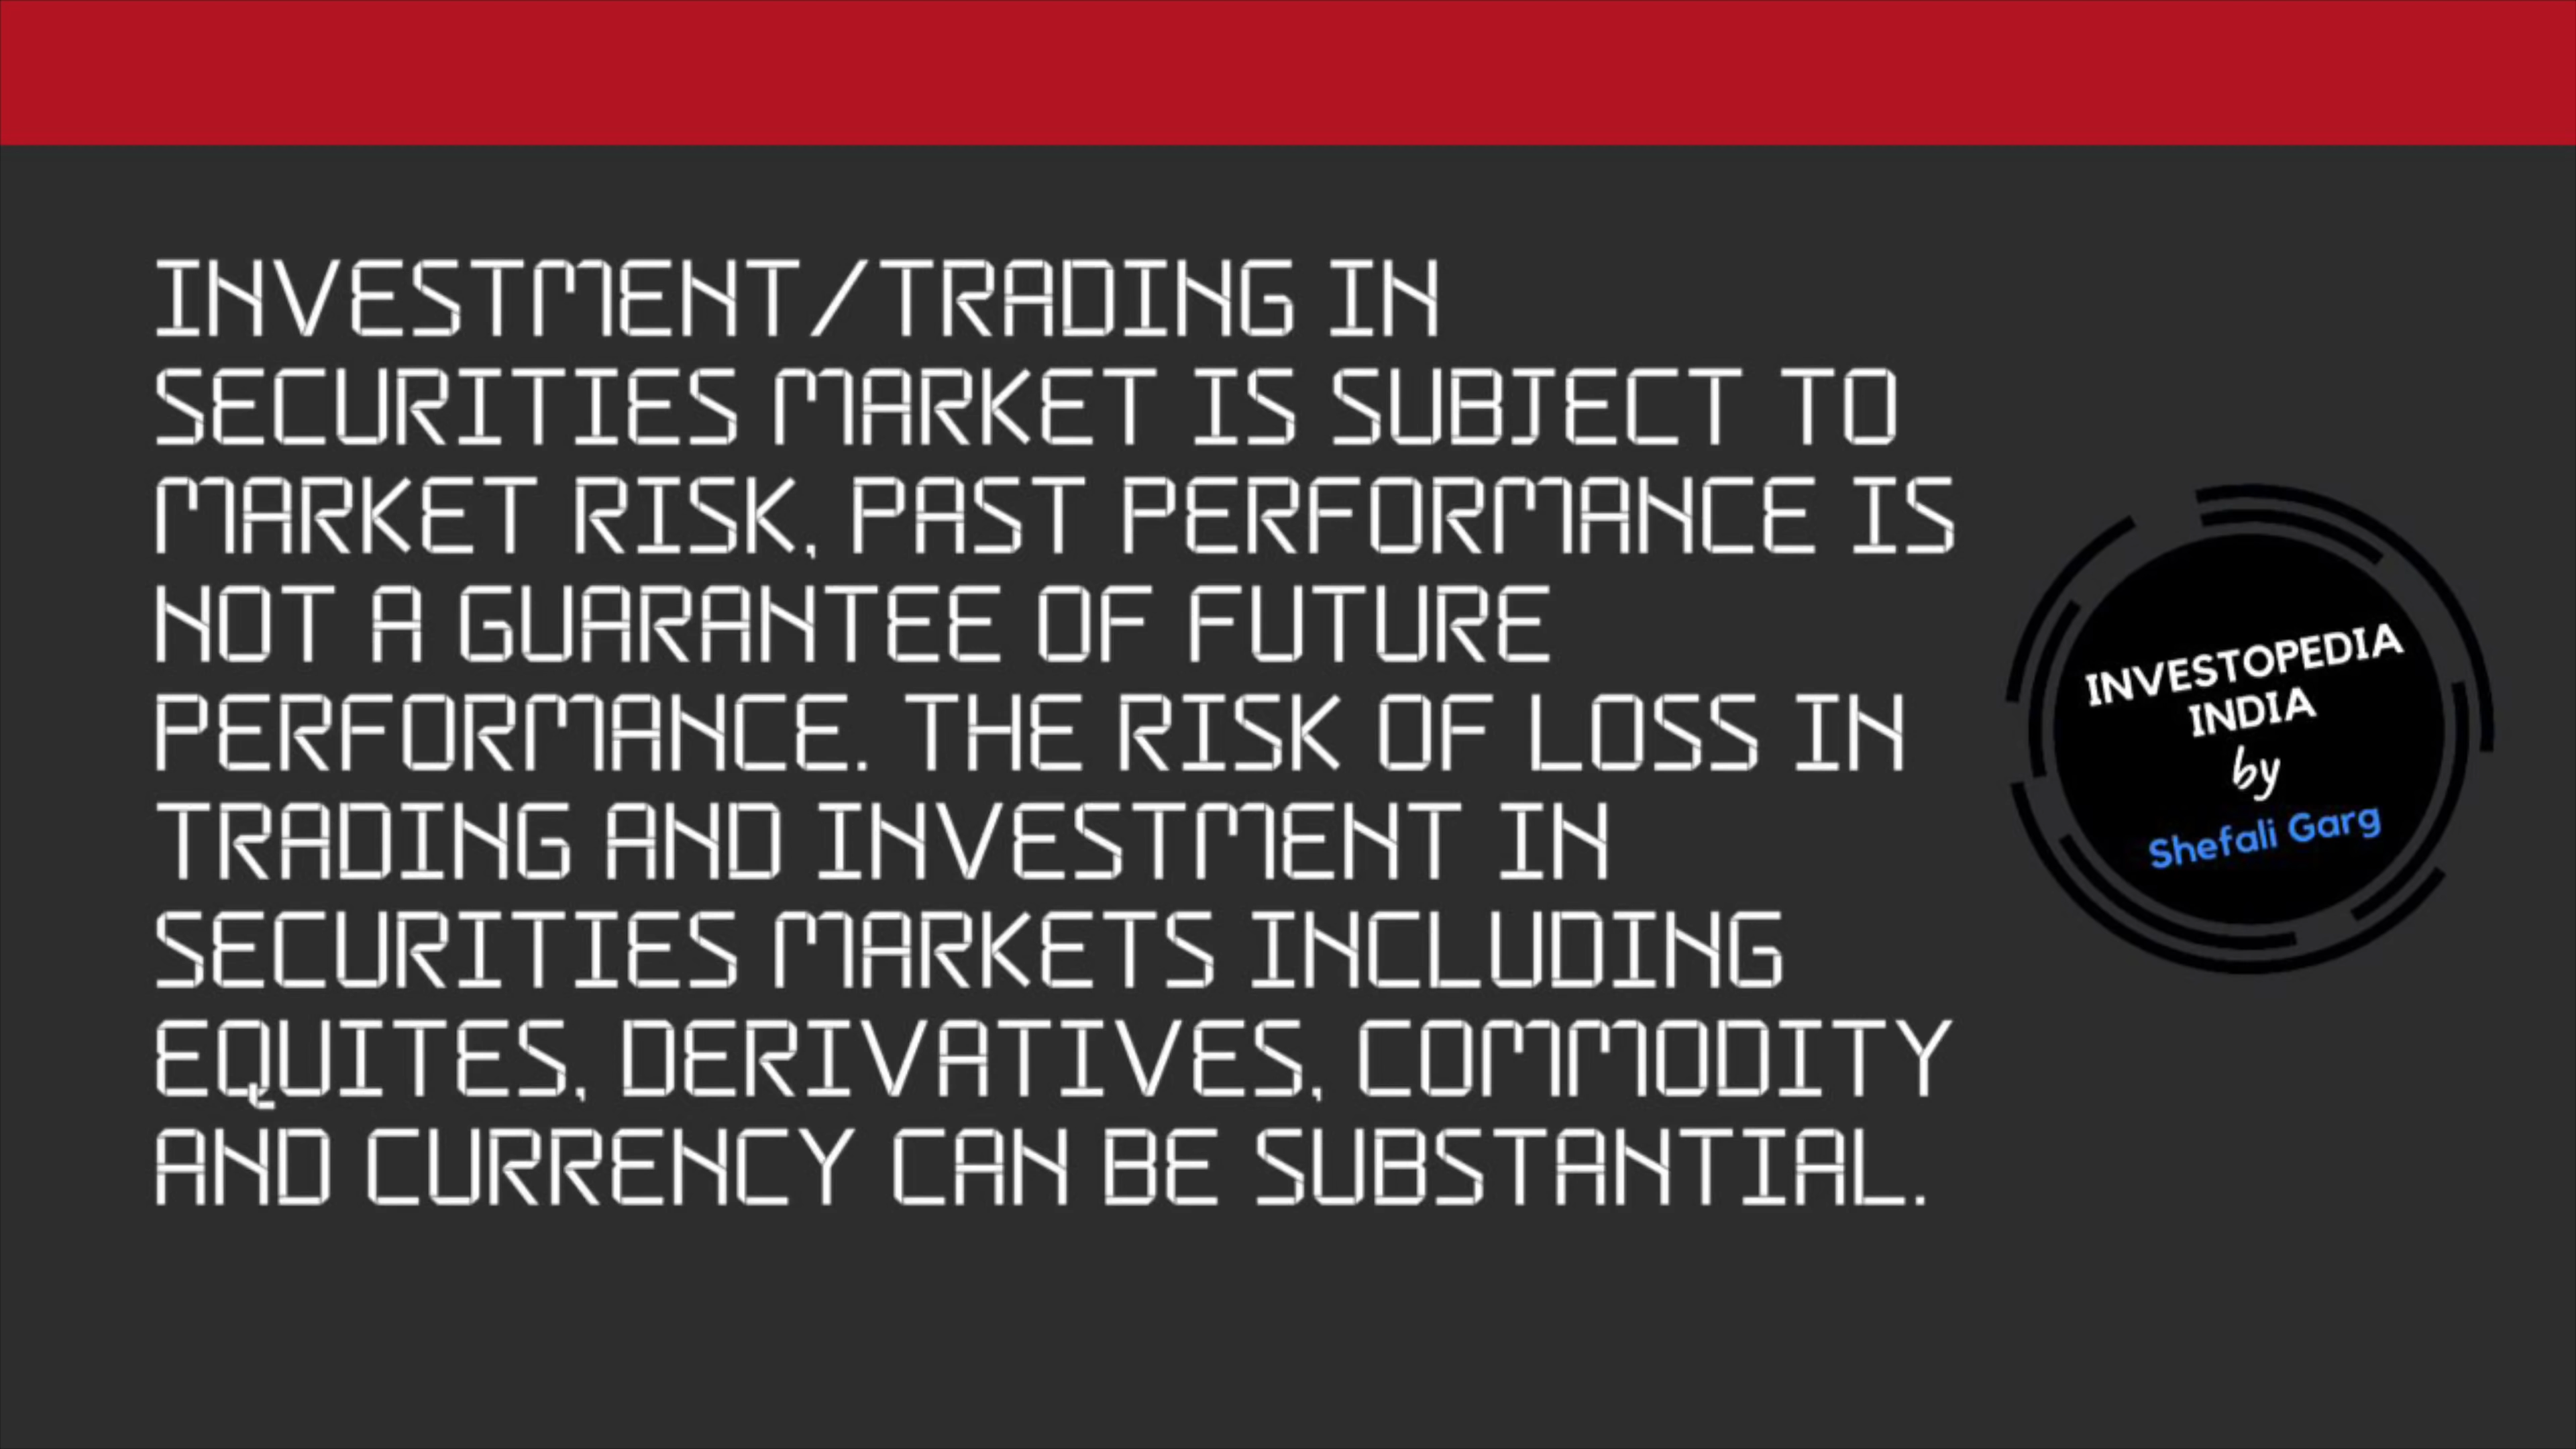 INVESTMENT/TRADING IN
SECURITIES MARKET IS SUBJECT TO
MARKET RISK, PAST PERFORMANCE IS
NOT A GUARANTEE OF FUTURE
PERFORMANCE. THE RISK OF LOSS IN
TRADING AND INVESTMENT IN
SECURITIES MARKETS INCLUDING
EQUITES, DERIVATIVES, COMMODITY
AND CURRENCY CAN BE SUBSTANTIAL.
INVESTOPEDIA
INDIA
by
Shefali Garg